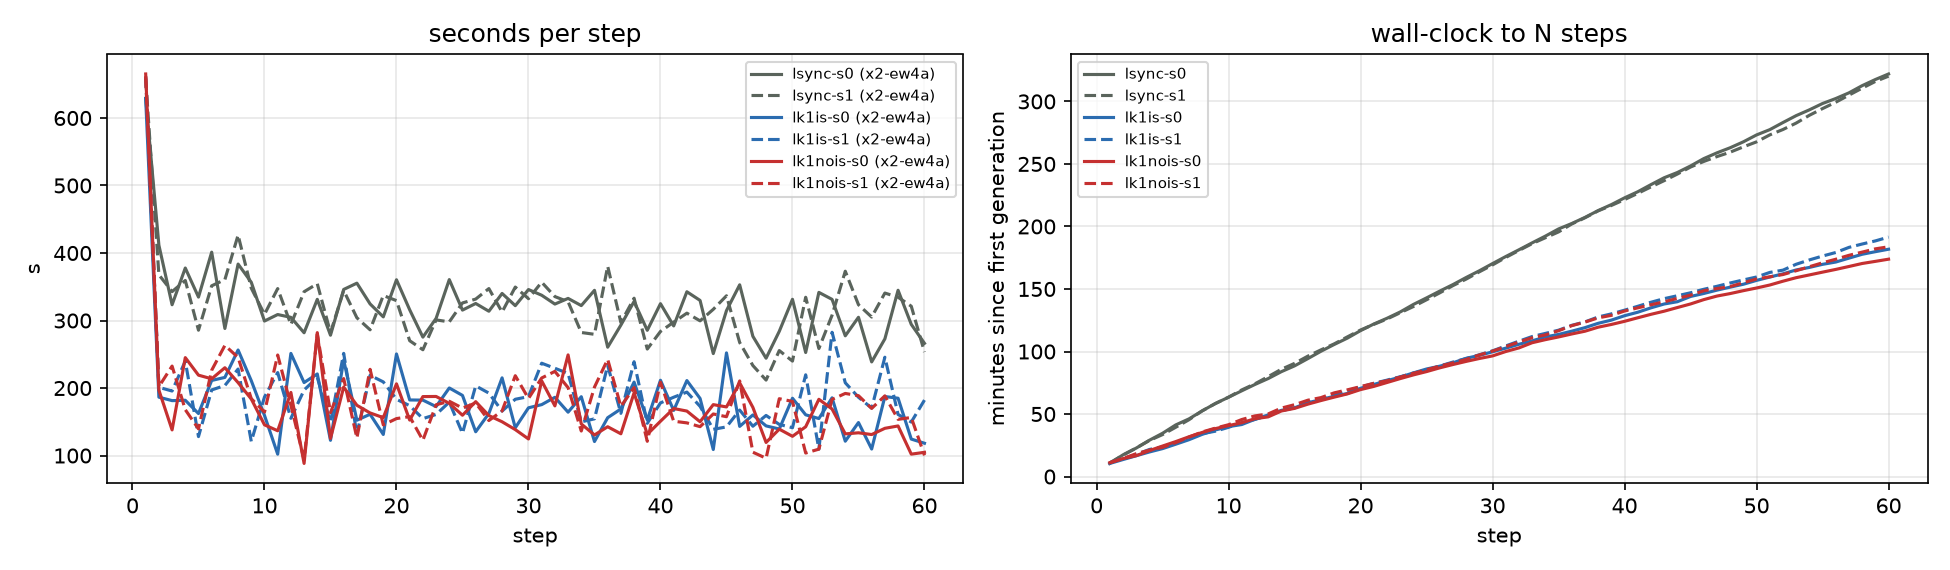 seconds per step
600
500
400
300
200
100
s
0 10 20 30 40 50 60
step
lsync-s0 (x2-ew4a)
lsync-s1 (x2-ew4a)
lk1is-s0 (x2-ew4a)
lk1is-s1 (x2-ew4a)
lk1nois-s0 (x2-ew4a)
lk1nois-s1 (x2-ew4a)
wall-clock to N steps
300
250
200
150
100
50
0
minutes since first generation
0 10 20 30 40 50 60
step
lsync-s0
lsync-s1
lk1is-s0
lk1is-s1
lk1nois-s0
lk1nois-s1